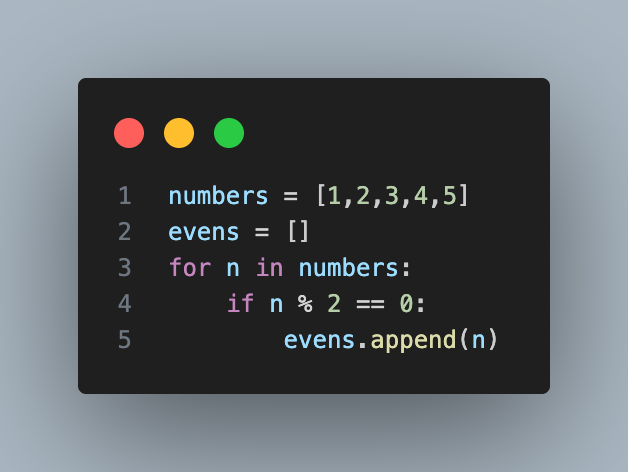 1 numbers = [1,2,3,4,5]
2 evens = []
3 for n in numbers:
4     if n % 2 == 0:
5         evens.append(n)